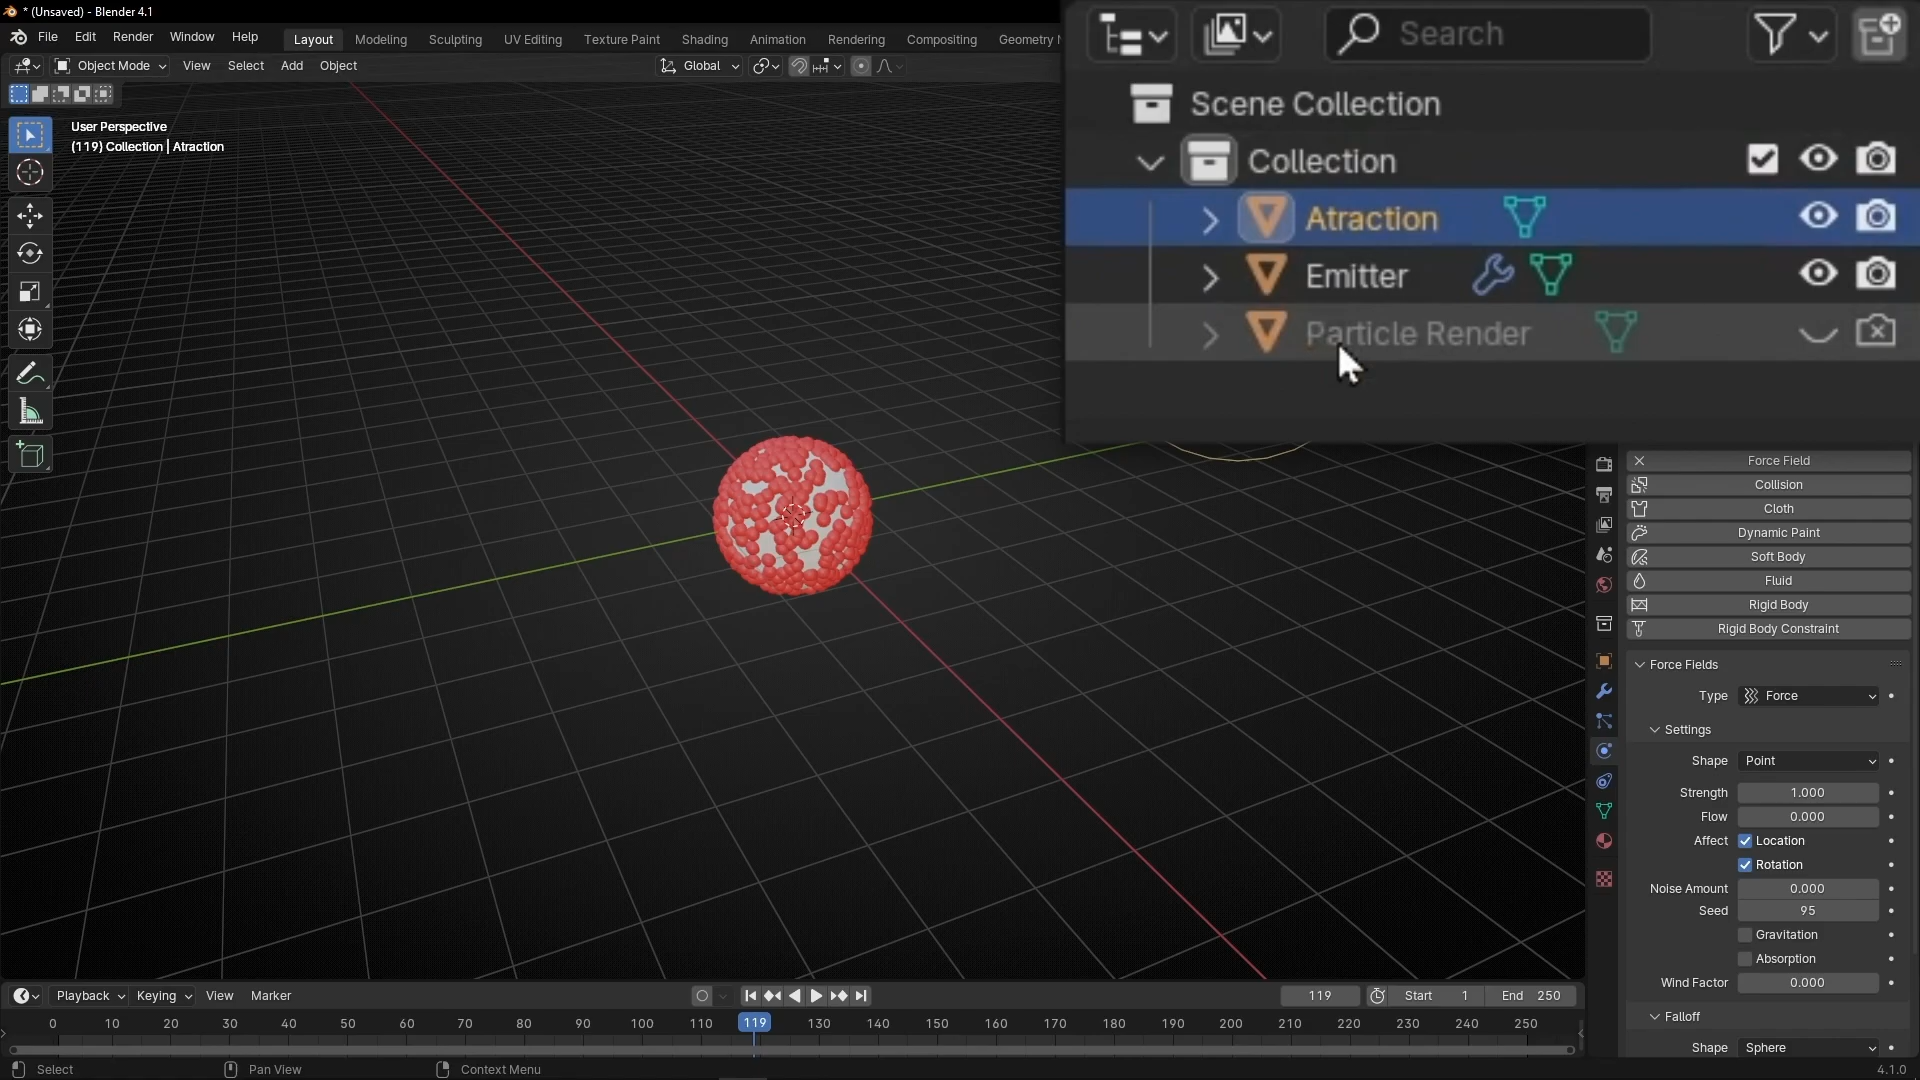 * (Unsaved) - Blender 4.1
File Edit Render Window Help Layout Modeling Sculpting UV Editing Texture Paint Shading Animation Rendering Compositing Geometry
Object Mode View Select Add Object Global
User Perspective
(119) Collection | Atraction
Search
Scene Collection
Collection
Atraction
Emitter
Particle Render
Force Field
Collision
Cloth
Dynamic Paint
Soft Body
Fluid
Rigid Body
Rigid Body Constraint
Force Fields
Type Force
Settings
Shape Point
Strength 1.000
Flow 0.000
Affect Location
Rotation
Noise Amount 0.000
Seed 95
Gravitation
Absorption
Wind Factor 0.000
Falloff
Shape Sphere
Playback Keying View Marker 119 Start 1 End 250
0 10 20 30 40 50 60 70 80 90 100 110 119 130 140 150 160 170 180 190 200 210 220 230 240 250
Select Pan View Context Menu 4.1.0